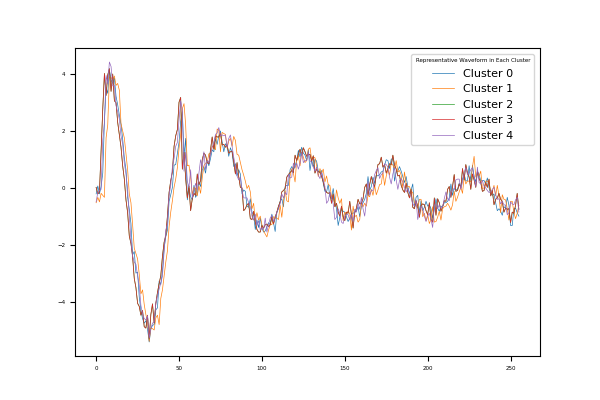 Representative Waveform in Each Cluster
Cluster 0
Cluster 1
Cluster 2
Cluster 3
Cluster 4
4
2
0
−2
−4
0
50
100
150
200
250